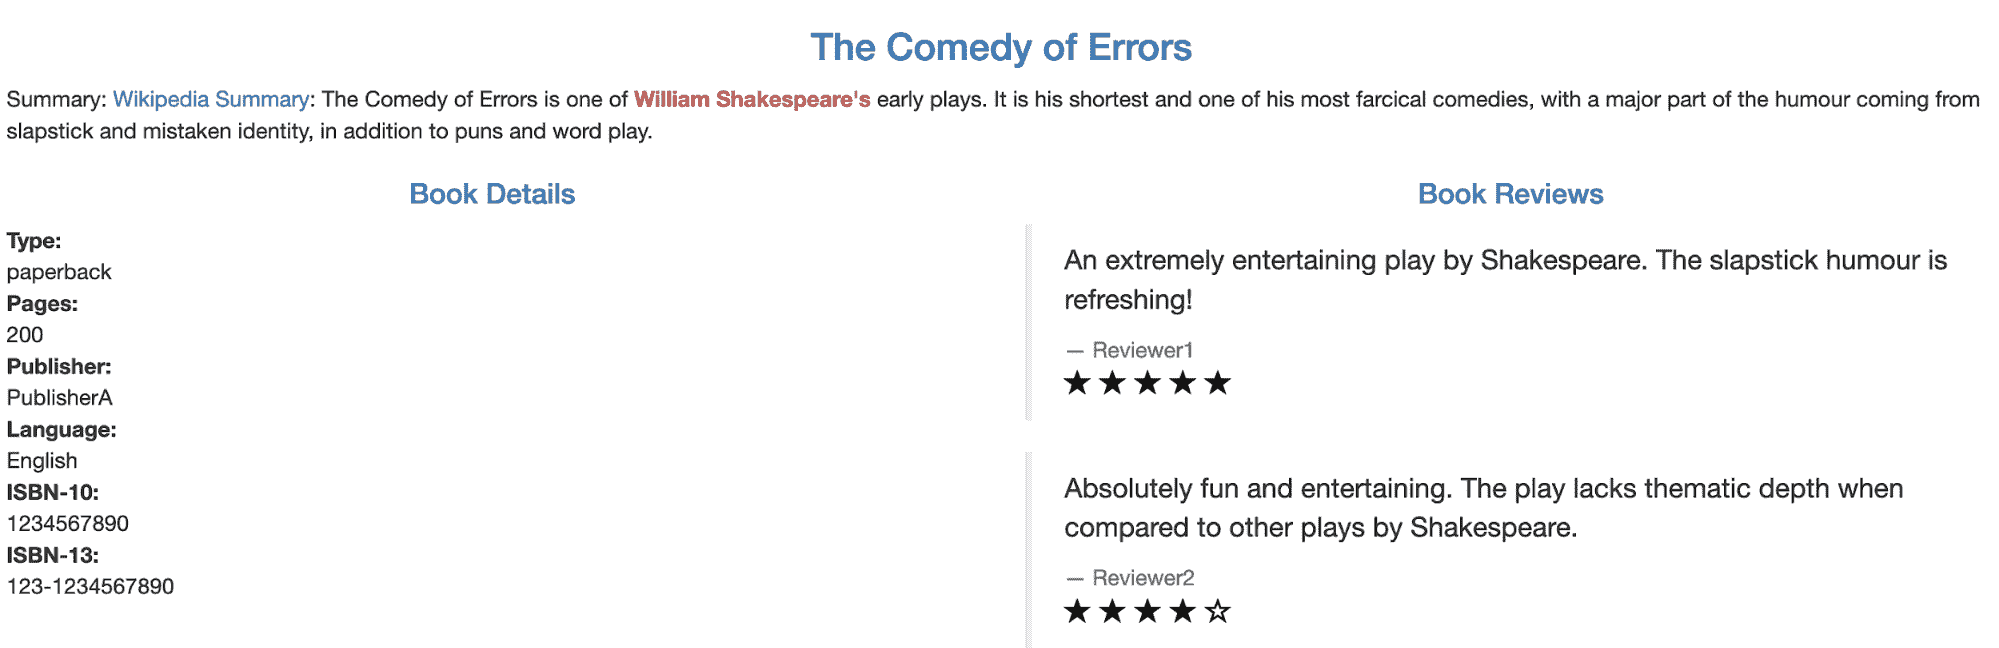 The Comedy of Errors
Summary: Wikipedia Summary: The Comedy of Errors is one of William Shakespeare's early plays. It is his shortest and one of his most farcical comedies, with a major part of the humour coming from
slapstick and mistaken identity, in addition to puns and word play.
Book Details
Type:
paperback
Pages:
200
Publisher:
PublisherA
Language:
English
ISBN-10:
1234567890
ISBN-13:
123-1234567890
Book Reviews
An extremely entertaining play by Shakespeare. The slapstick humour is
refreshing!
— Reviewer1
★ ★ ★ ★ ★
Absolutely fun and entertaining. The play lacks thematic depth when
compared to other plays by Shakespeare.
— Reviewer2
★ ★ ★ ★ ☆